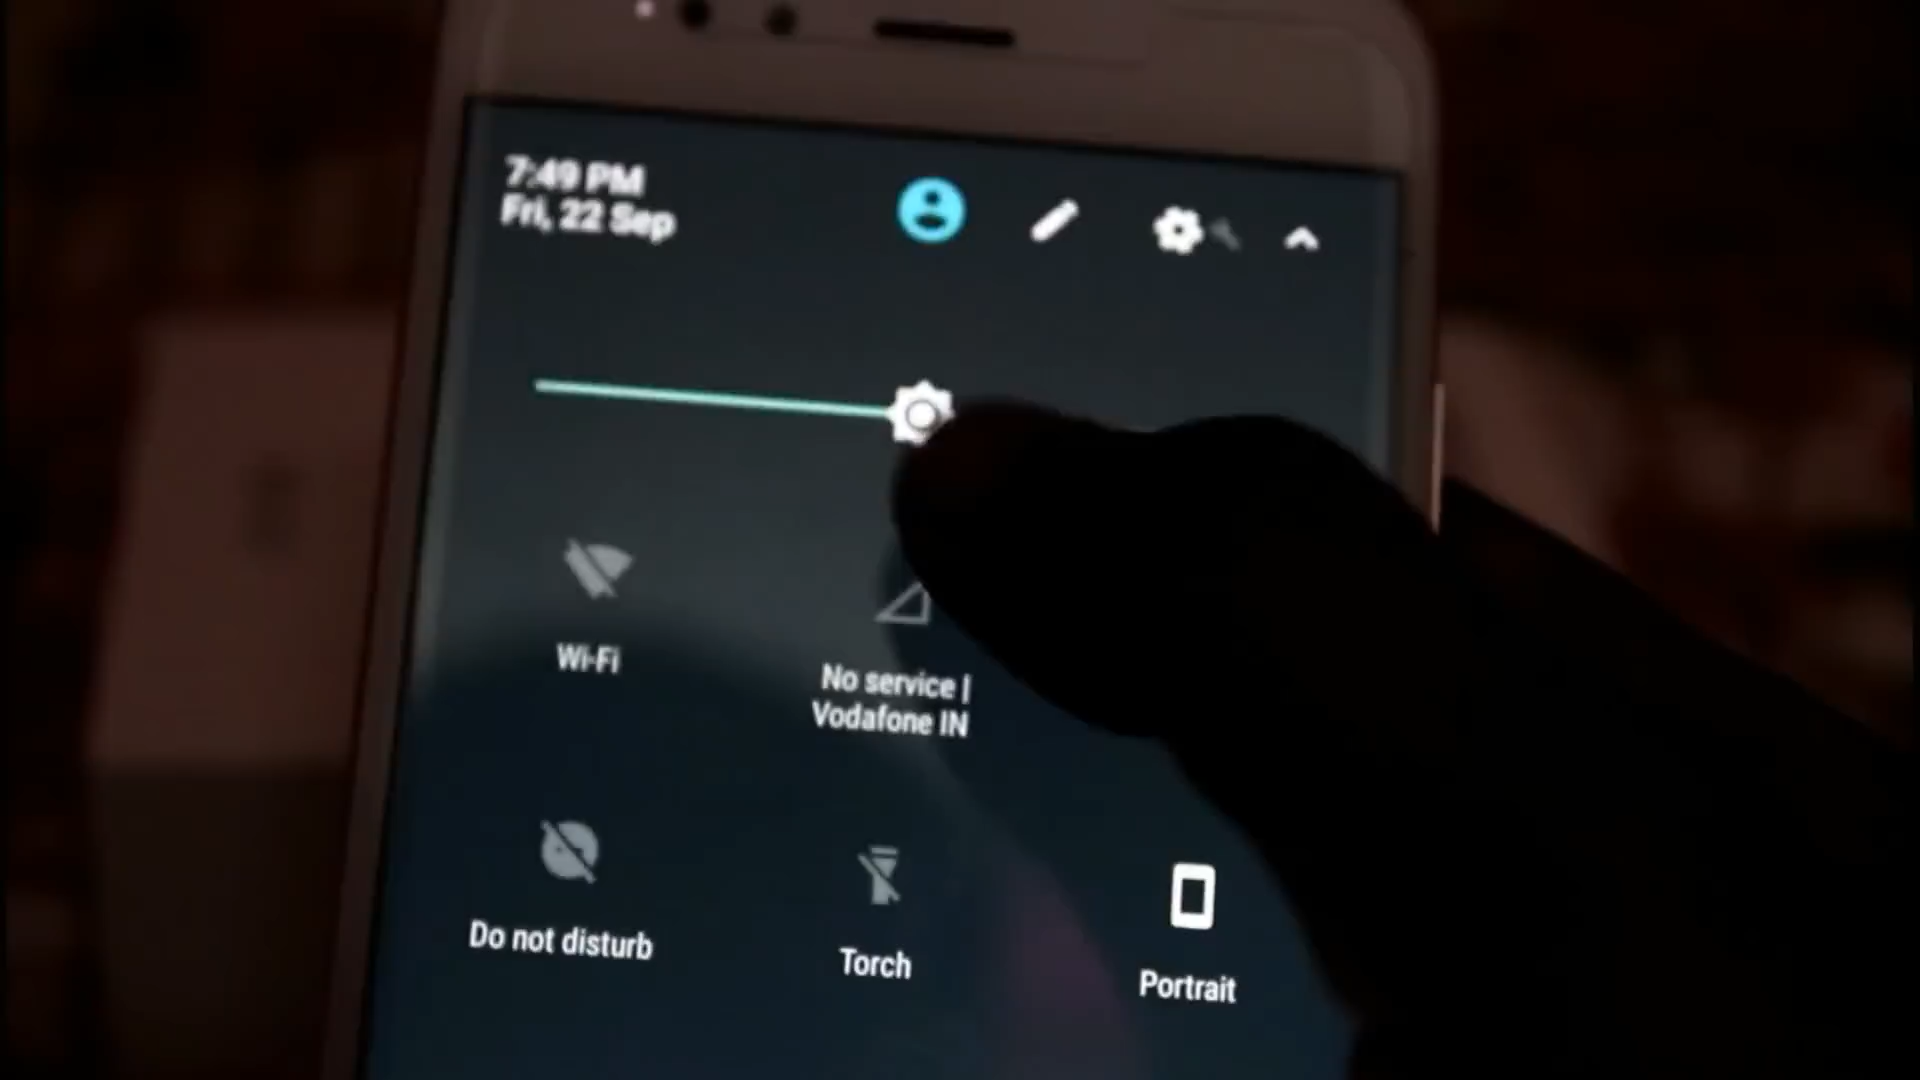 7:49 PM
Fri, 22 Sep
Wi-Fi
No service |
Vodafone IN
Do not disturb
Torch
Portrait